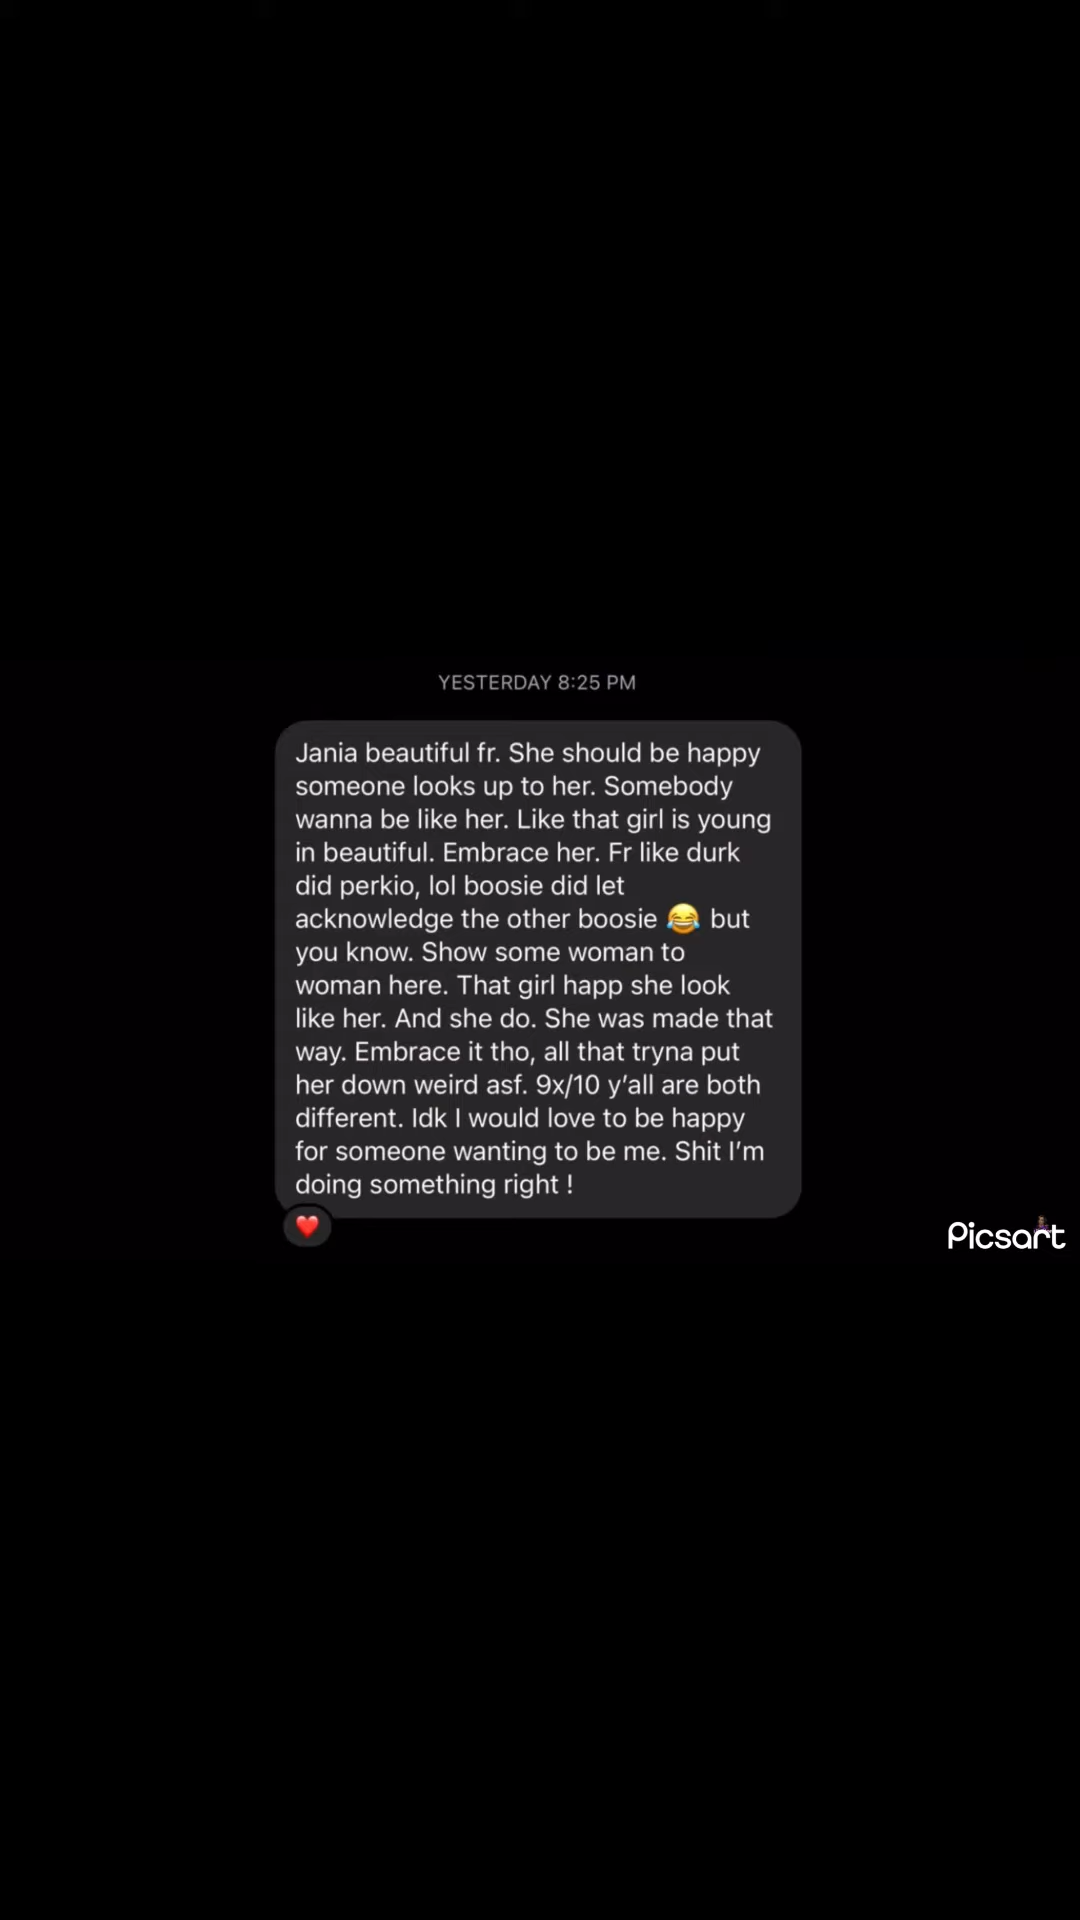 YESTERDAY 8:25 PM
Jania beautiful fr. She should be happy
someone looks up to her. Somebody
wanna be like her. Like that girl is young
in beautiful. Embrace her. Fr like durk
did perkio, lol boosie did let
acknowledge the other boosie 😂 but
you know. Show some woman to
woman here. That girl happ she look
like her. And she do. She was made that
way. Embrace it tho, all that tryna put
her down weird asf. 9x/10 y’all are both
different. Idk I would love to be happy
for someone wanting to be me. Shit I’m
doing something right !
❤️
Picsart